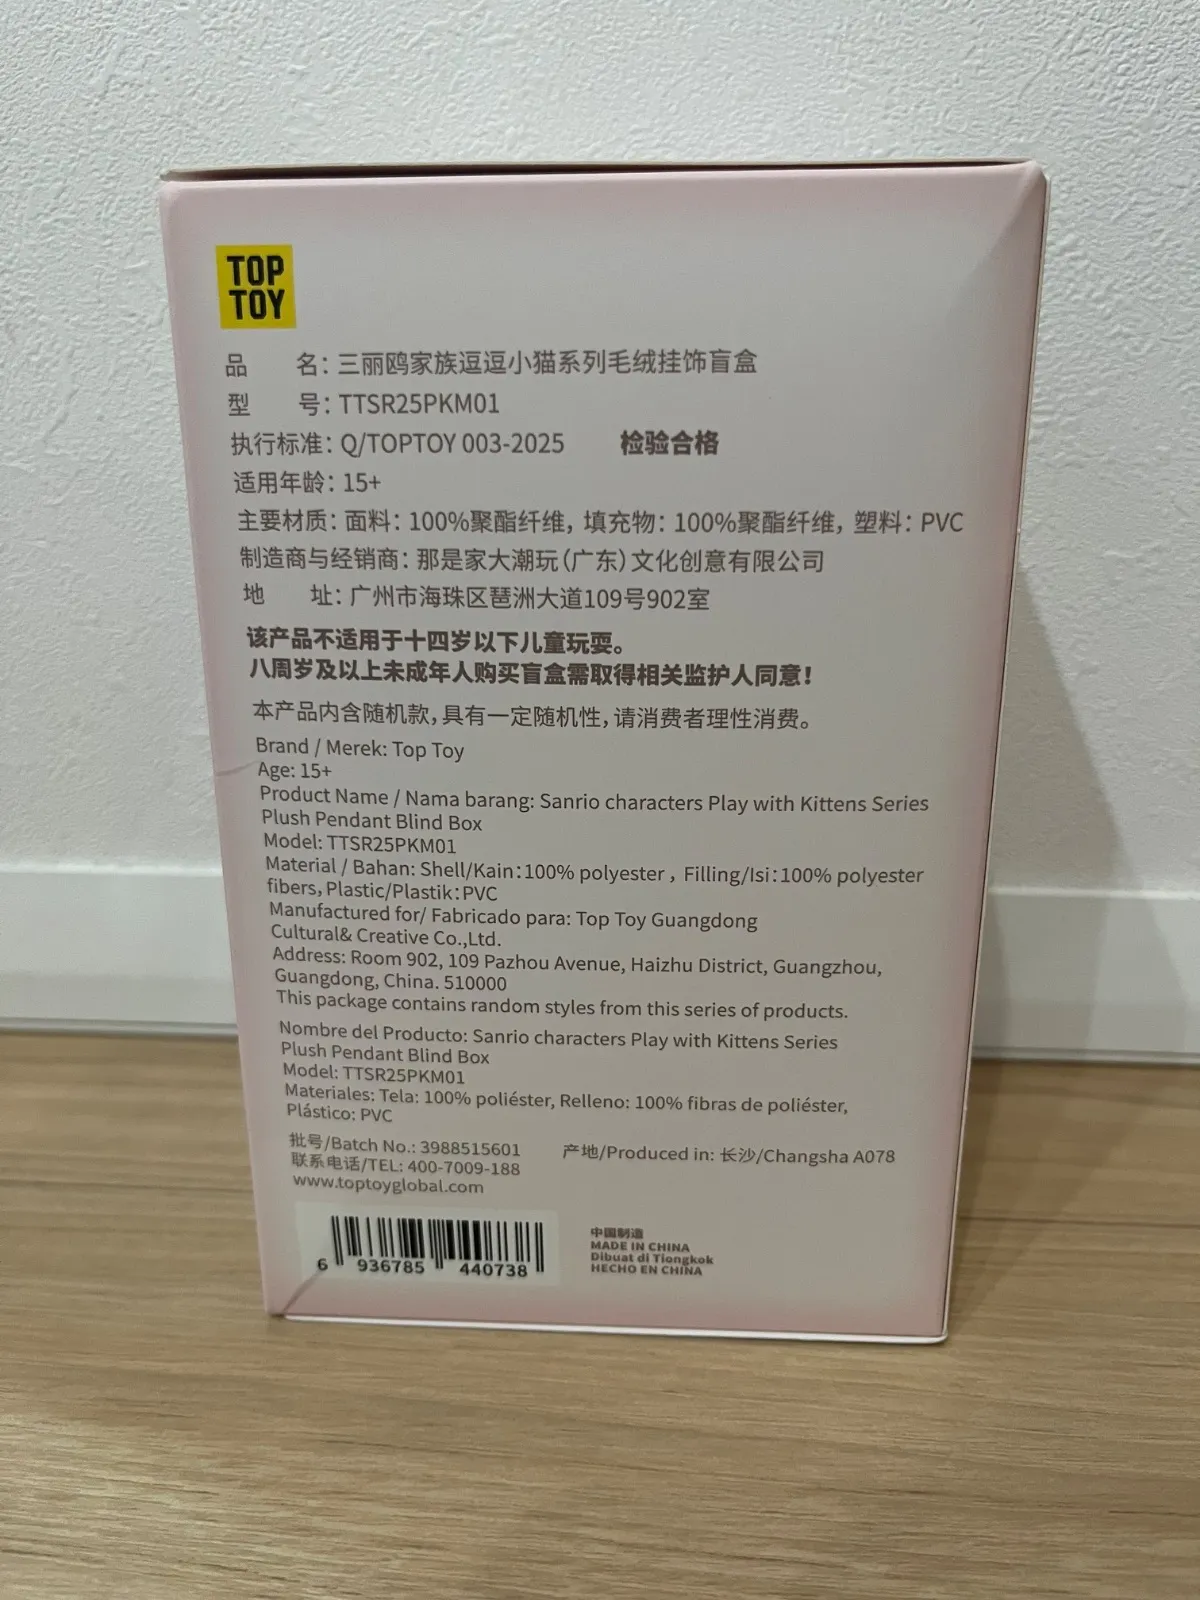 TOP
TOY
品 名：三丽鸥家族逗逗小猫系列毛绒挂饰盲盒
型 号：TTSR25PKM01
执行标准：Q/TOPTOY 003-2025 检验合格
适用年龄：15+
主要材质：面料：100%聚酯纤维，填充物：100%聚酯纤维，塑料：PVC
制造商与经销商：那是家大潮玩（广东）文化创意有限公司
地 址：广州市海珠区琶洲大道109号902室
该产品不适用于十四岁以下儿童玩耍。
八周岁及以上未成年人购买盲盒需取得相关监护人同意！
本产品内含随机款，具有一定随机性，请消费者理性消费。
Brand / Merek: Top Toy
Age: 15+
Product Name / Nama barang: Sanrio characters Play with Kittens Series
Plush Pendant Blind Box
Model: TTSR25PKM01
Material / Bahan: Shell/Kain：100% polyester , Filling/Isi：100% polyester
fibers, Plastic/Plastik：PVC
Manufactured for/ Fabricado para: Top Toy Guangdong
Cultural& Creative Co.,Ltd.
Address: Room 902, 109 Pazhou Avenue, Haizhu District, Guangzhou,
Guangdong, China. 510000
This package contains random styles from this series of products.
Nombre del Producto: Sanrio characters Play with Kittens Series
Plush Pendant Blind Box
Model: TTSR25PKM01
Materiales: Tela: 100% poliéster, Relleno: 100% fibras de poliéster,
Plástico: PVC
批号/Batch No.: 3988515601 产地/Produced in: 长沙/Changsha A078
联系电话/TEL: 400-7009-188
www.toptoyglobal.com
6 936785 440738
中国制造
MADE IN CHINA
Dibuat di Tiongkok
HECHO EN CHINA